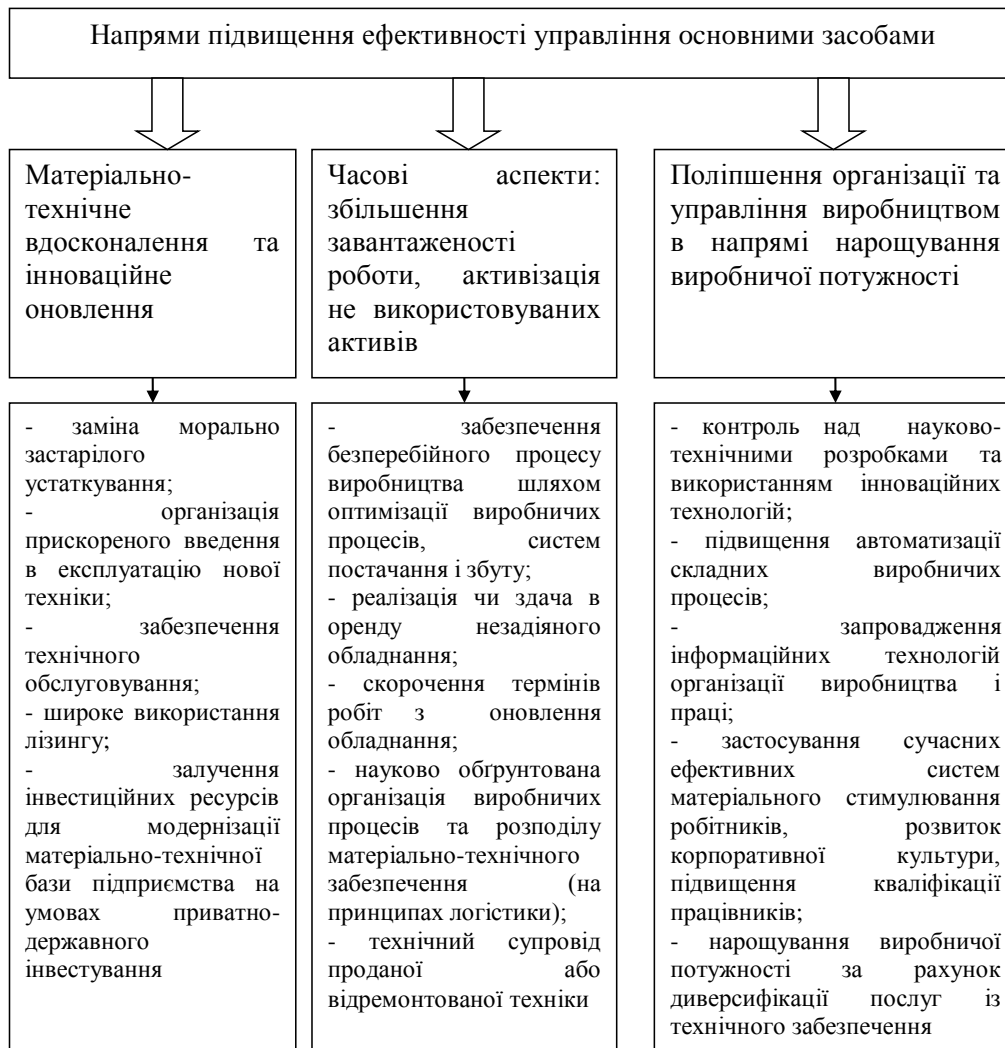 Напрями підвищення ефективності управління основними засобами
Матеріально-
технічне
вдосконалення та
інноваційне
оновлення
Часові аспекти:
збільшення
завантаженості
роботи, активізація
не використовуваних
активів
Поліпшення організації та
управління виробництвом
в напрямі нарощування
виробничої потужності
- заміна морально
застарілого
устаткування;
- організація
прискореного введення
в експлуатацію нової
техніки;
- забезпечення
технічного
обслуговування;
- широке використання
лізингу;
- залучення
інвестиційних ресурсів
для модернізації
матеріально-технічної
бази підприємства на
умовах приватно-
державного
інвестування
- забезпечення
безперебійного процесу
виробництва шляхом
оптимізації виробничих
процесів, систем
постачання і збуту;
- реалізація чи здача в
оренду незадіяного
обладнання;
- скорочення термінів
робіт з оновлення
обладнання;
- науково обґрунтована
організація виробничих
процесів та розподілу
матеріально-технічного
забезпечення (на
принципах логістики);
- технічний супровід
проданої або
відремонтованої техніки
- контроль над науково-
технічними розробками та
використанням інноваційних
технологій;
- підвищення автоматизації
складних виробничих
процесів;
- запровадження
інформаційних технологій
організації виробництва і
праці;
- застосування сучасних
ефективних систем
матеріального стимулювання
робітників, розвиток
корпоративної культури,
підвищення кваліфікації
працівників;
- нарощування виробничої
потужності за рахунок
диверсифікації послуг із
технічного забезпечення